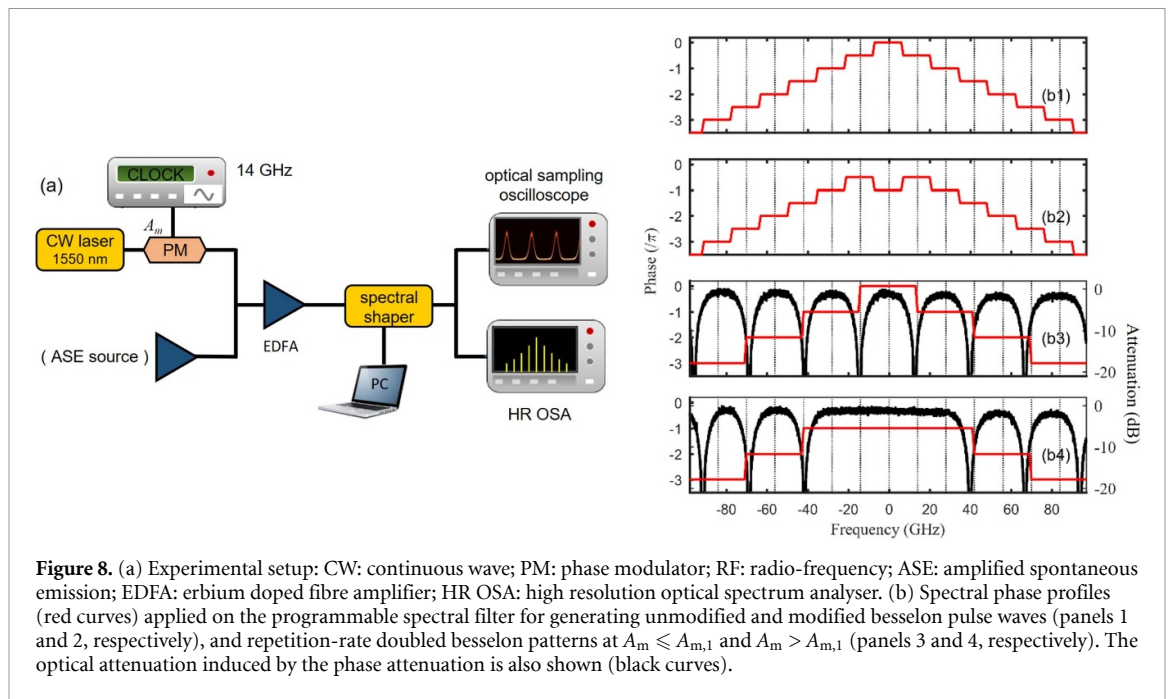 (a)
CLOCK
14 GHz
A_m
CW laser
1550 nm
PM
( ASE source )
EDFA
spectral
shaper
PC
optical sampling
oscilloscope
HR OSA
0
-1
-2
-3
(b1)
0
-1
-2
-3
(b2)
Phase (/π)
0
-1
-2
-3
0
-10
-20
(b3)
0
-1
-2
-3
0
-10
-20
(b4)
Attenuation (dB)
-80 -60 -40 -20 0 20 40 60 80
Frequency (GHz)
Figure 8. (a) Experimental setup: CW: continuous wave; PM: phase modulator; RF: radio-frequency; ASE: amplified spontaneous
emission; EDFA: erbium doped fibre amplifier; HR OSA: high resolution optical spectrum analyser. (b) Spectral phase profiles
(red curves) applied on the programmable spectral filter for generating unmodified and modified besselon pulse waves (panels 1
and 2, respectively), and repetition-rate doubled besselon patterns at A_m ⩽ A_m,1 and A_m > A_m,1 (panels 3 and 4, respectively). The
optical attenuation induced by the phase attenuation is also shown (black curves).